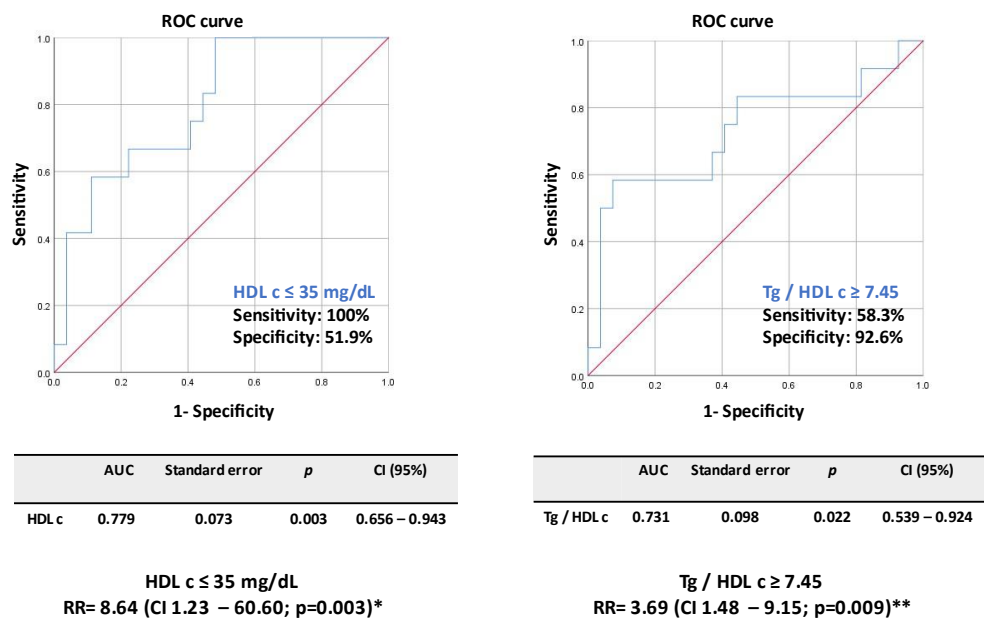 ROC curve
1.0
0.8
0.6
0.4
0.2
0.0
Sensitivity
HDL c ≤ 35 mg/dL
Sensitivity: 100%
Specificity: 51.9%
0.0 0.2 0.4 0.6 0.8 1.0
1- Specificity
AUC Standard error p CI (95%)
HDL c 0.779 0.073 0.003 0.656 – 0.943
HDL c ≤ 35 mg/dL
RR= 8.64 (CI 1.23 – 60.60; p=0.003)*
ROC curve
1.0
0.8
0.6
0.4
0.2
0.0
Sensitivity
Tg / HDL c ≥ 7.45
Sensitivity: 58.3%
Specificity: 92.6%
0.0 0.2 0.4 0.6 0.8 1.0
1- Specificity
AUC Standard error p CI (95%)
Tg / HDL c 0.731 0.098 0.022 0.539 – 0.924
Tg / HDL c ≥ 7.45
RR= 3.69 (CI 1.48 – 9.15; p=0.009)**